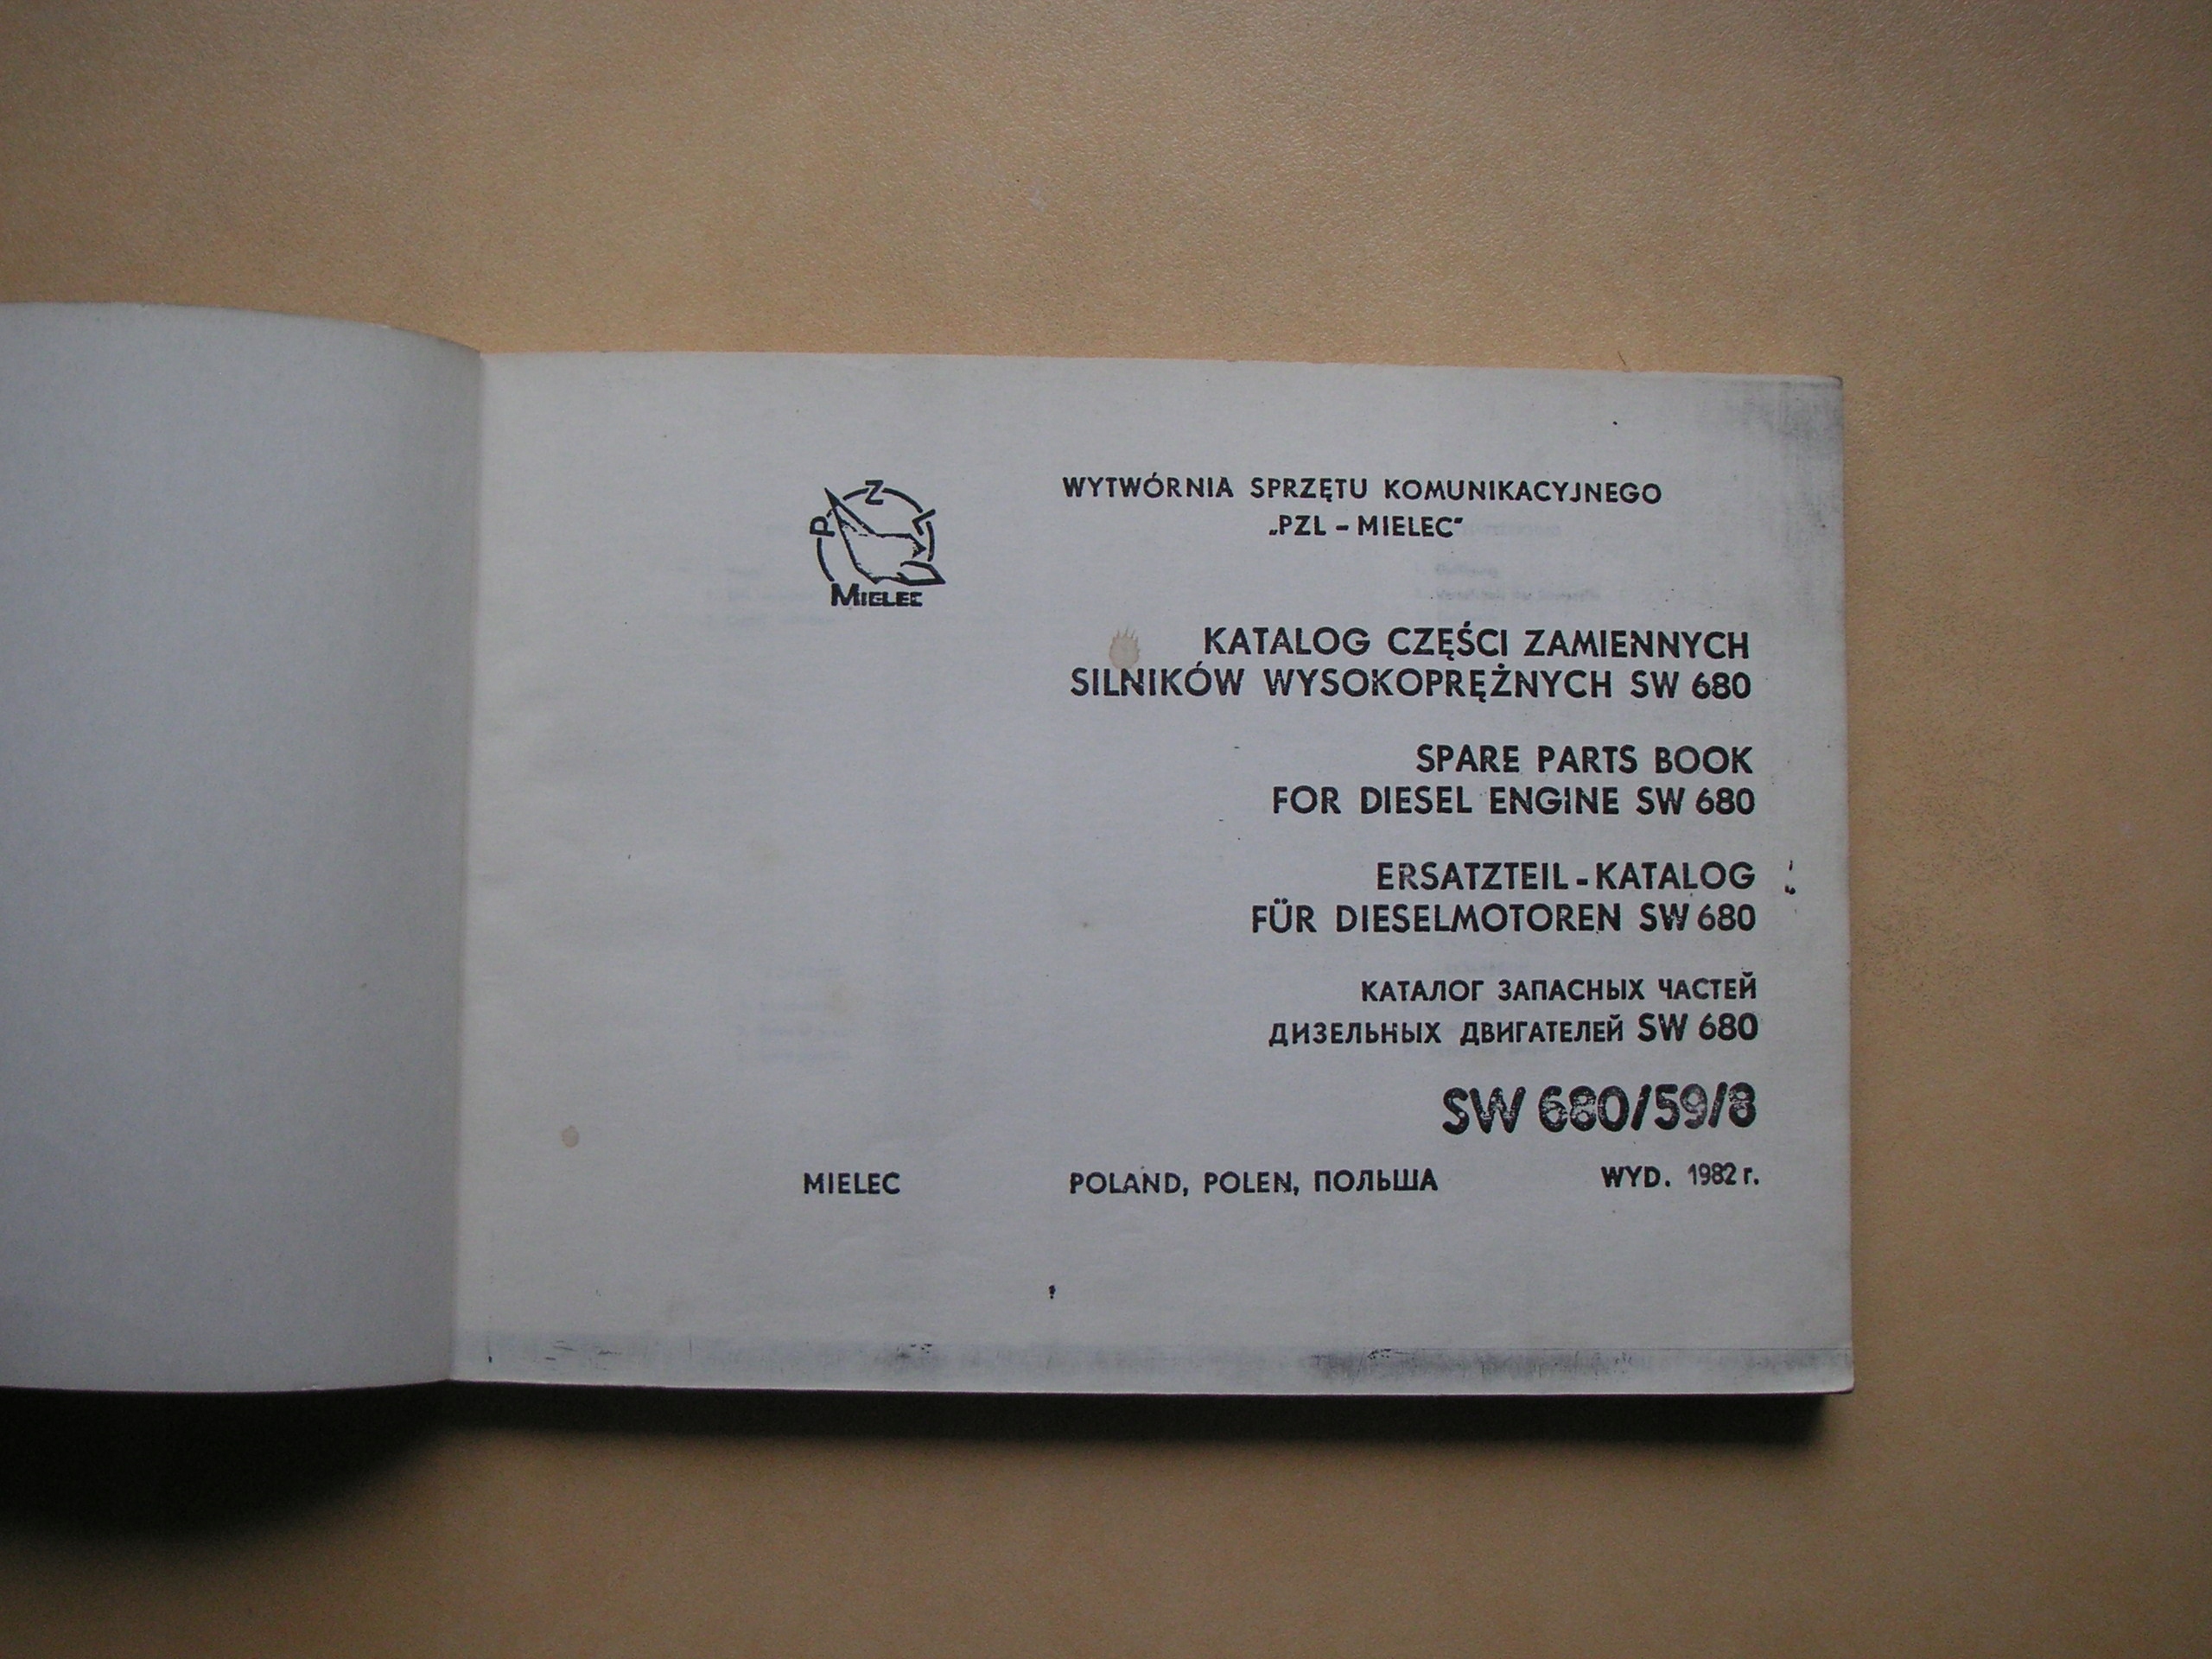 P Z L
MIELEC
WYTWÓRNIA SPRZĘTU KOMUNIKACYJNEGO
„PZL – MIELEC"
KATALOG CZĘŚCI ZAMIENNYCH
SILNIKÓW WYSOKOPRĘŻNYCH SW 680
SPARE PARTS BOOK
FOR DIESEL ENGINE SW 680
ERSATZTEIL - KATALOG
FÜR DIESELMOTOREN SW 680
КАТАЛОГ ЗАПАСНЫХ ЧАСТЕЙ
ДИЗЕЛЬНЫХ ДВИГАТЕЛЕЙ SW 680
SW 680/59/8
MIELEC POLAND, POLEN, ПОЛЬША WYD. 1982 r.